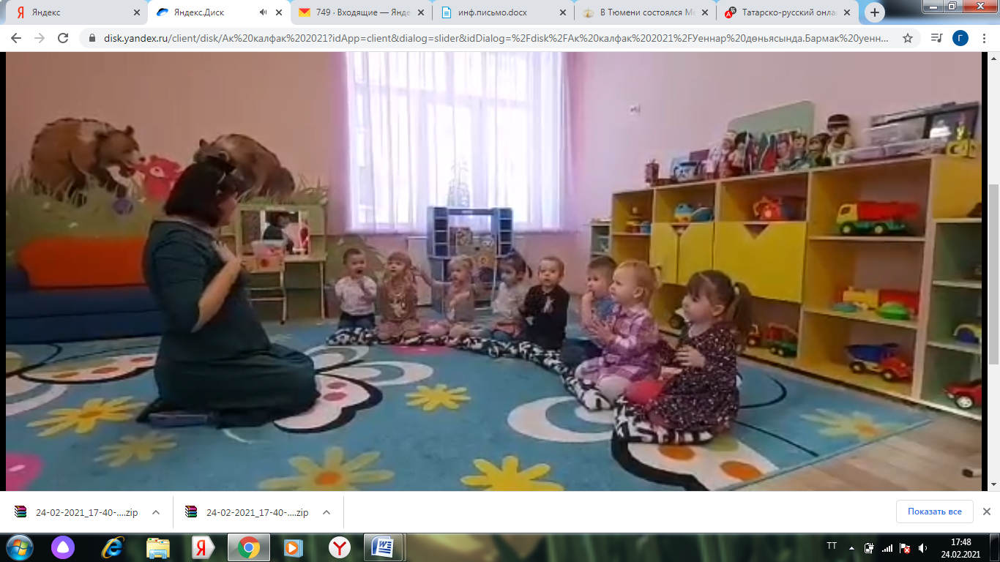 Яндекс
Яндекс.Диск
749 · Входящие — Янде
инф.письмо.docx
В Тюмени состоялся Ме
Татарско-русский онла
disk.yandex.ru/client/disk/Ак%20калфак%202021?idApp=client&dialog=slider&idDialog=%2Fdisk%2FАк%20калфак%202021%2FУеннар%20дөньясында.Бармак%20уенн...
Г
24-02-2021_17-40-....zip
24-02-2021_17-40-....zip
Показать все
TT
17:48
24.02.2021